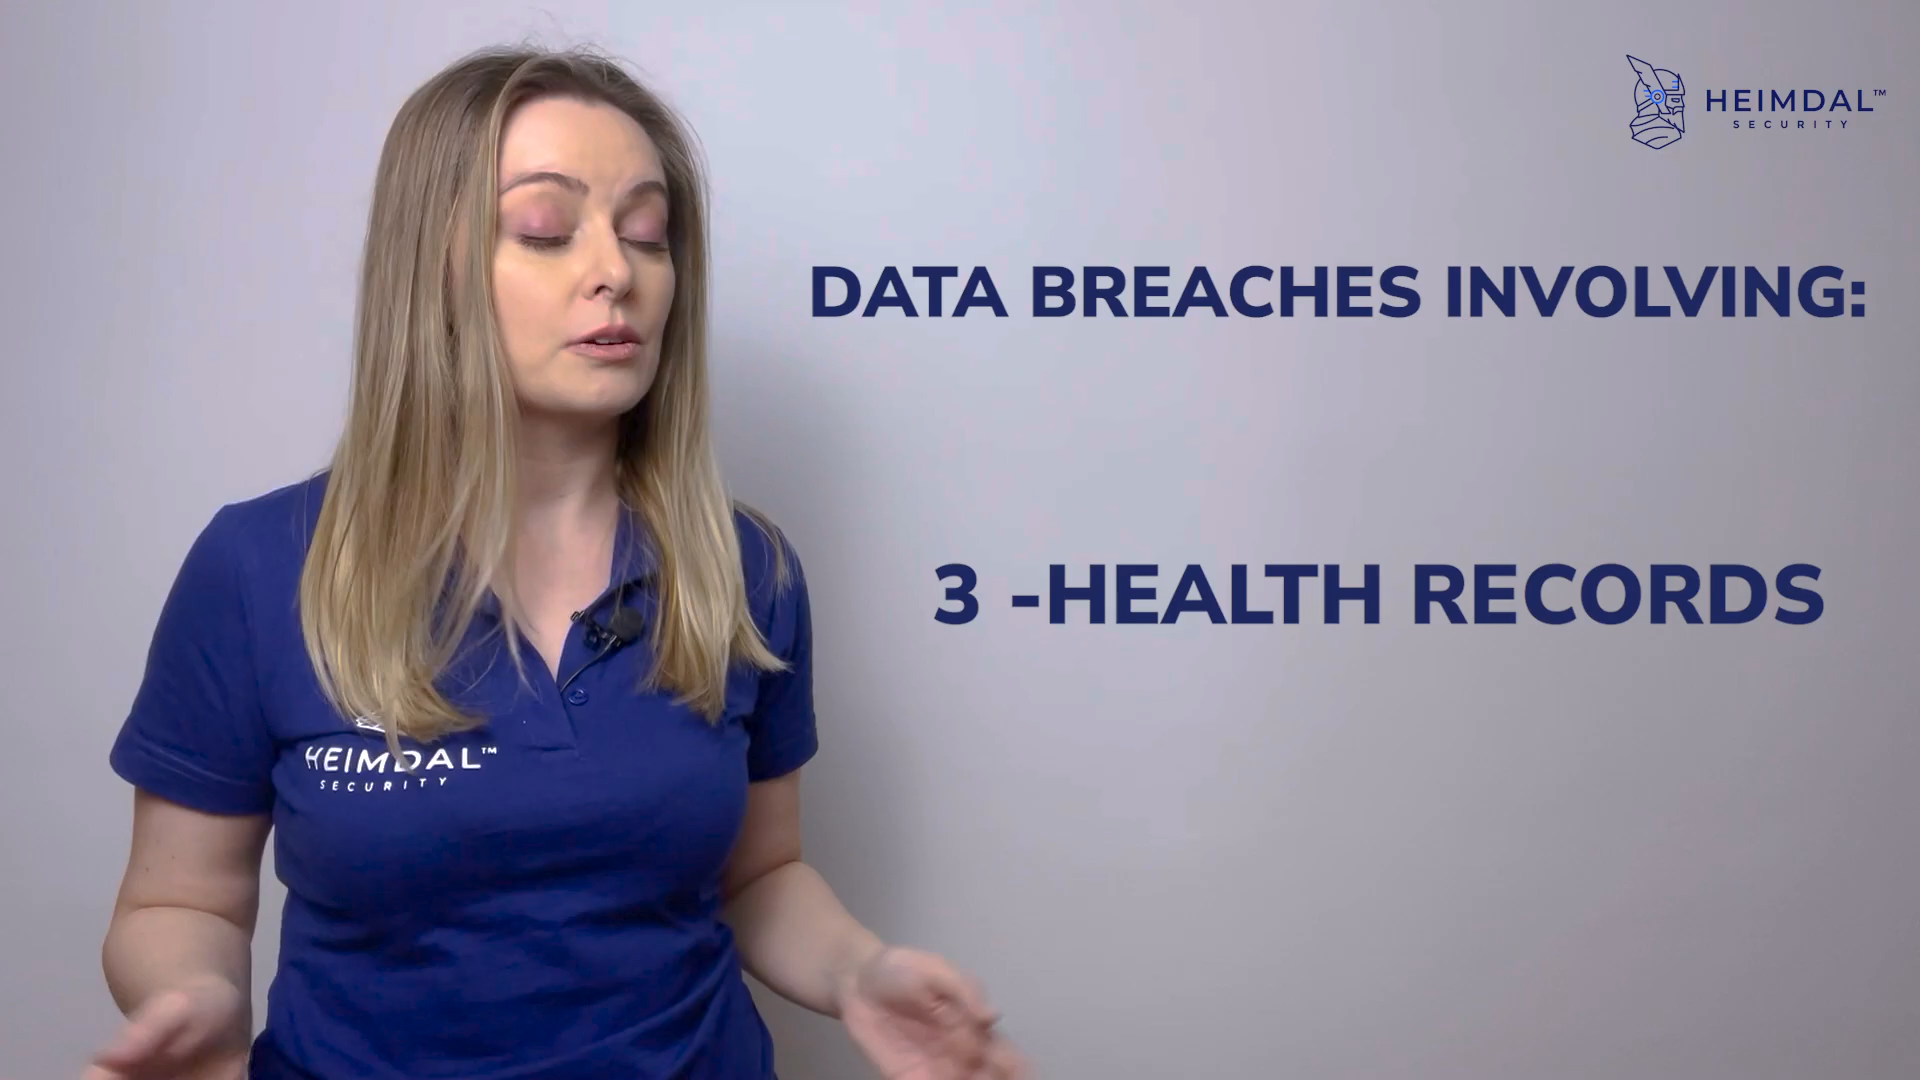 HEIMDAL™
SECURITY
DATA BREACHES INVOLVING:
3 -HEALTH RECORDS
HEIMDAL™
SECURITY